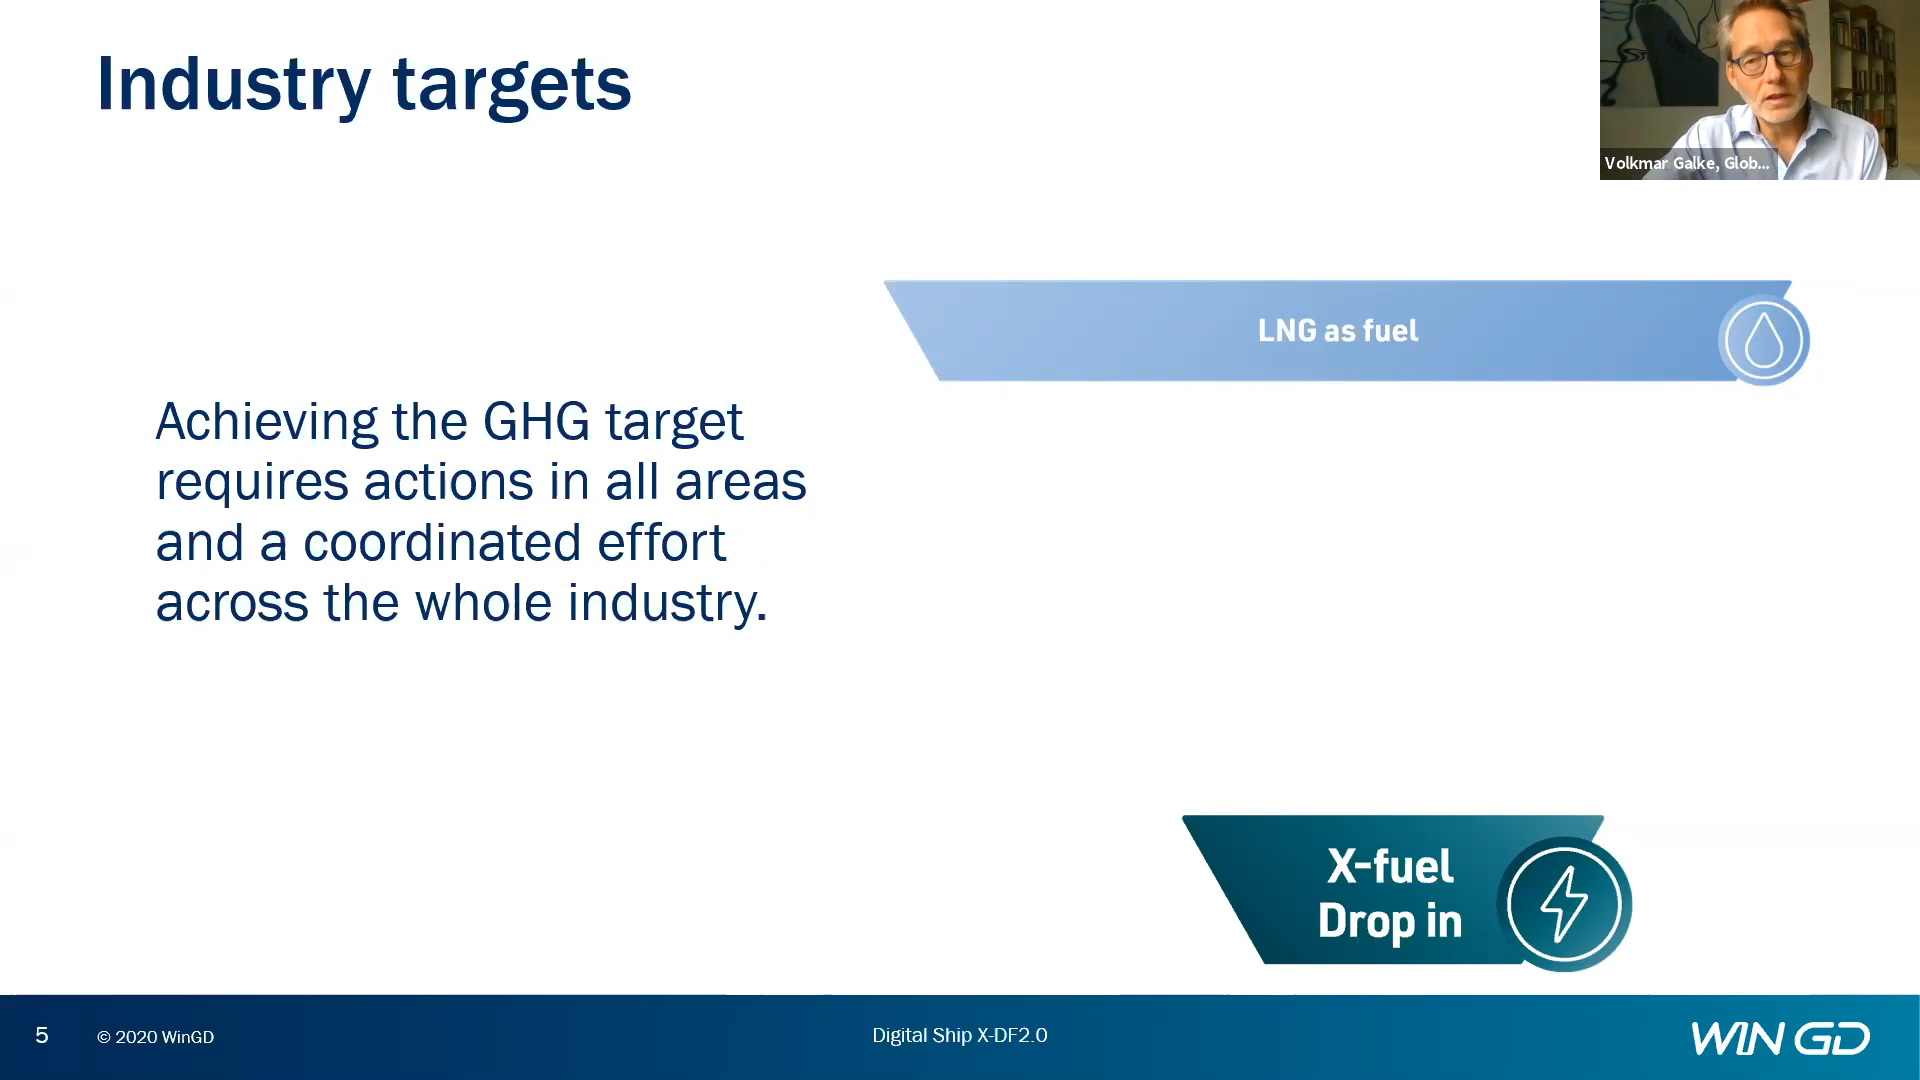 Industry targets
Volkmar Galke, Glob...
LNG as fuel
Achieving the GHG target
requires actions in all areas
and a coordinated effort
across the whole industry.
X-fuel
Drop in
5
© 2020 WinGD
Digital Ship X-DF2.0
WIN GD